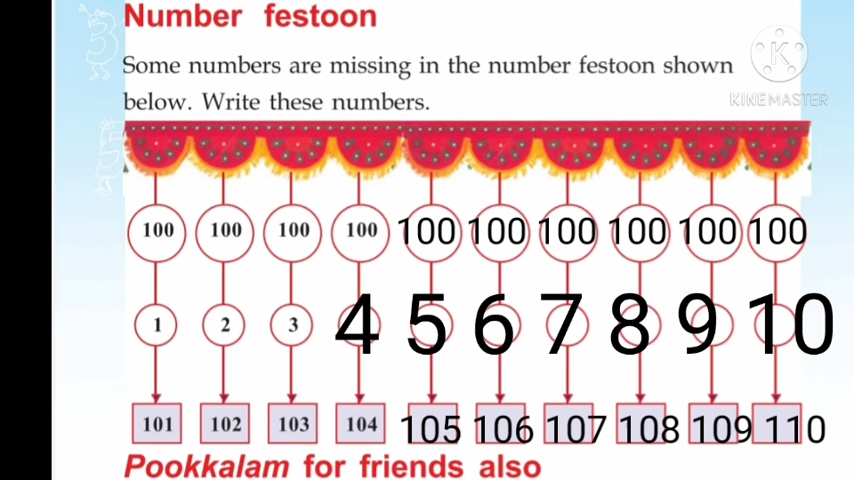 Number festoon
Some numbers are missing in the number festoon shown
below. Write these numbers.
K
KINEMASTER
100 100 100 100 100 100 100 100 100 100
1 2 3 4 5 6 7 8 9 10
101 102 103 104 105 106 107 108 109 110
Pookkalam for friends also